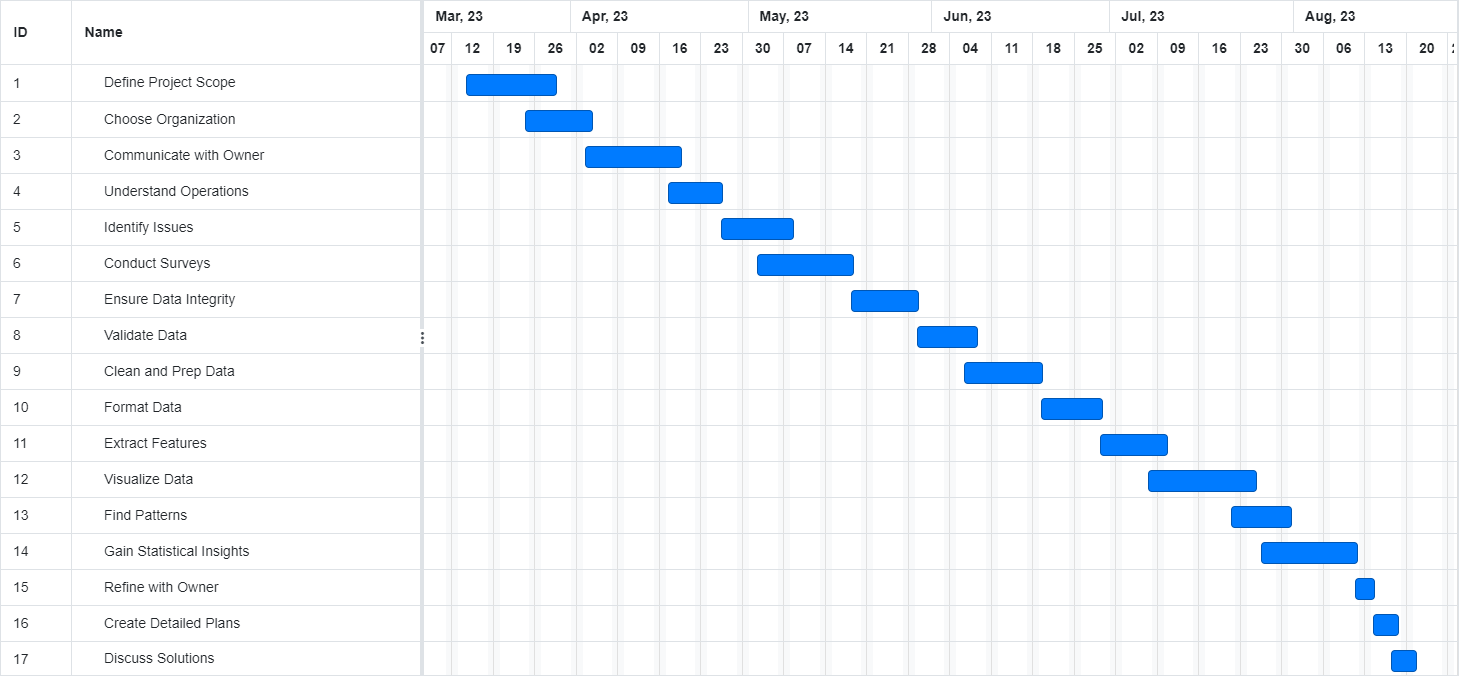 ID Name Mar, 23 Apr, 23 May, 23 Jun, 23 Jul, 23 Aug, 23
07 12 19 26 02 09 16 23 30 07 14 21 28 04 11 18 25 02 09 16 23 30 06 13 20
1 Define Project Scope
2 Choose Organization
3 Communicate with Owner
4 Understand Operations
5 Identify Issues
6 Conduct Surveys
7 Ensure Data Integrity
8 Validate Data
9 Clean and Prep Data
10 Format Data
11 Extract Features
12 Visualize Data
13 Find Patterns
14 Gain Statistical Insights
15 Refine with Owner
16 Create Detailed Plans
17 Discuss Solutions